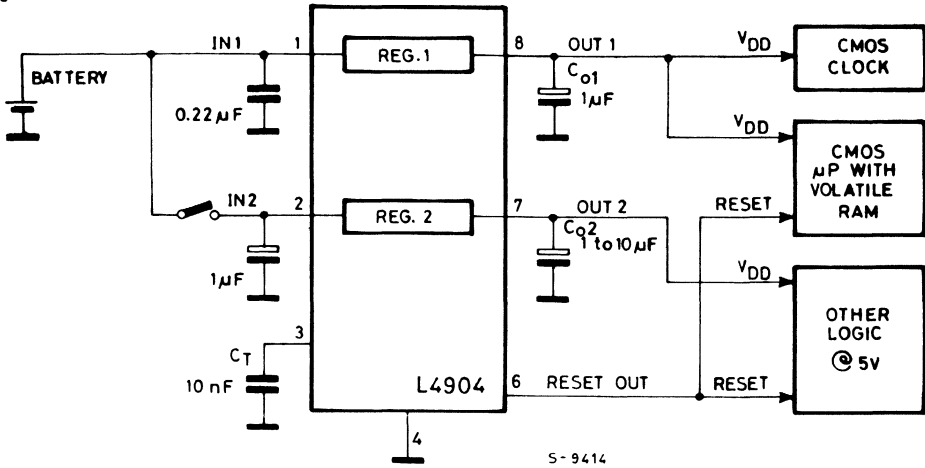 IN1
1
REG.1
8
OUT 1
VDD
CMOS
CLOCK
BATTERY
0.22µF
Co1
1µF
VDD
CMOS
µP WITH
VOLATILE
RAM
RESET
IN2
2
REG. 2
7
OUT 2
Co2
1 to 10µF
1µF
VDD
OTHER
LOGIC
@ 5V
3
CT
10 nF
L4904
6
RESET OUT
RESET
4
S-9414